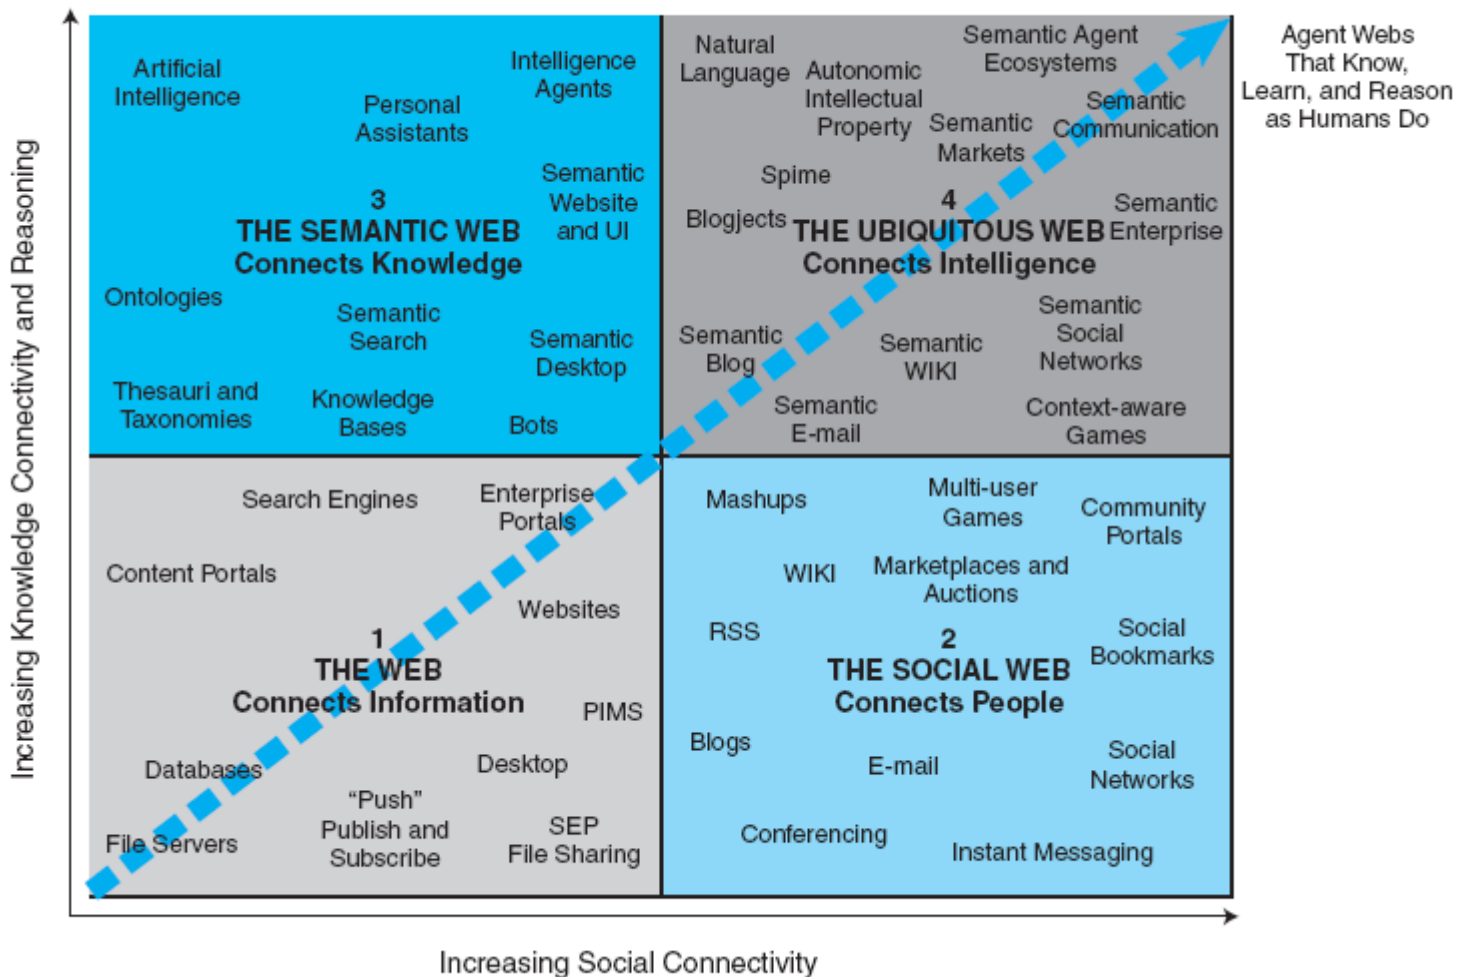 Increasing Knowledge Connectivity and Reasoning
Artificial
Intelligence
Personal
Assistants
Intelligence
Agents
Semantic
Website
and UI
3
THE SEMANTIC WEB
Connects Knowledge
Ontologies
Semantic
Search
Semantic
Desktop
Thesauri and
Taxonomies
Knowledge
Bases
Bots
Natural
Language
Autonomic
Intellectual
Property
Semantic Agent
Ecosystems
Semantic
Markets
Semantic
Communication
Spime
Blogjects
4
THE UBIQUITOUS WEB
Connects Intelligence
Semantic
Enterprise
Semantic
Blog
Semantic
WIKI
Semantic
Social
Networks
Semantic
E-mail
Context-aware
Games
Agent Webs
That Know,
Learn, and Reason
as Humans Do
Search Engines
Enterprise
Portals
Content Portals
Websites
1
THE WEB
Connects Information
PIMS
Databases
Desktop
“Push”
Publish and
Subscribe
File Servers
SEP
File Sharing
Mashups
Multi-user
Games
Community
Portals
WIKI
Marketplaces and
Auctions
RSS
2
THE SOCIAL WEB
Connects People
Social
Bookmarks
Blogs
E-mail
Social
Networks
Conferencing
Instant Messaging
Increasing Social Connectivity